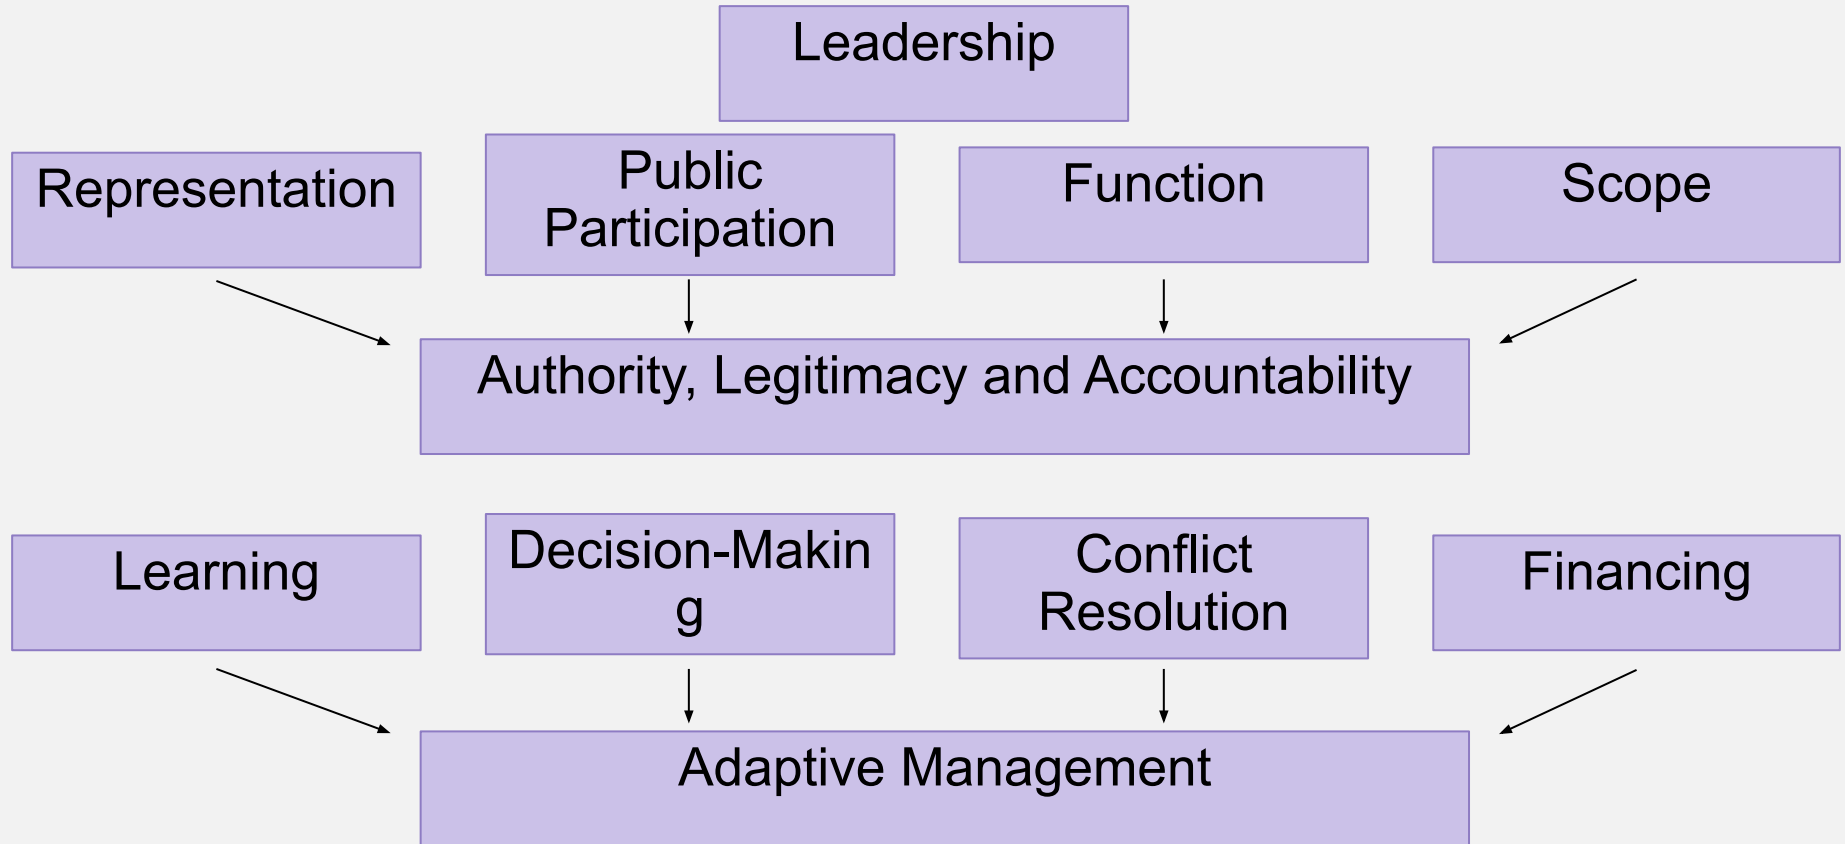 Leadership
Representation
Public
Participation
Function
Scope
Authority, Legitimacy and Accountability
Learning
Decision-Makin
g
Conflict
Resolution
Financing
Adaptive Management